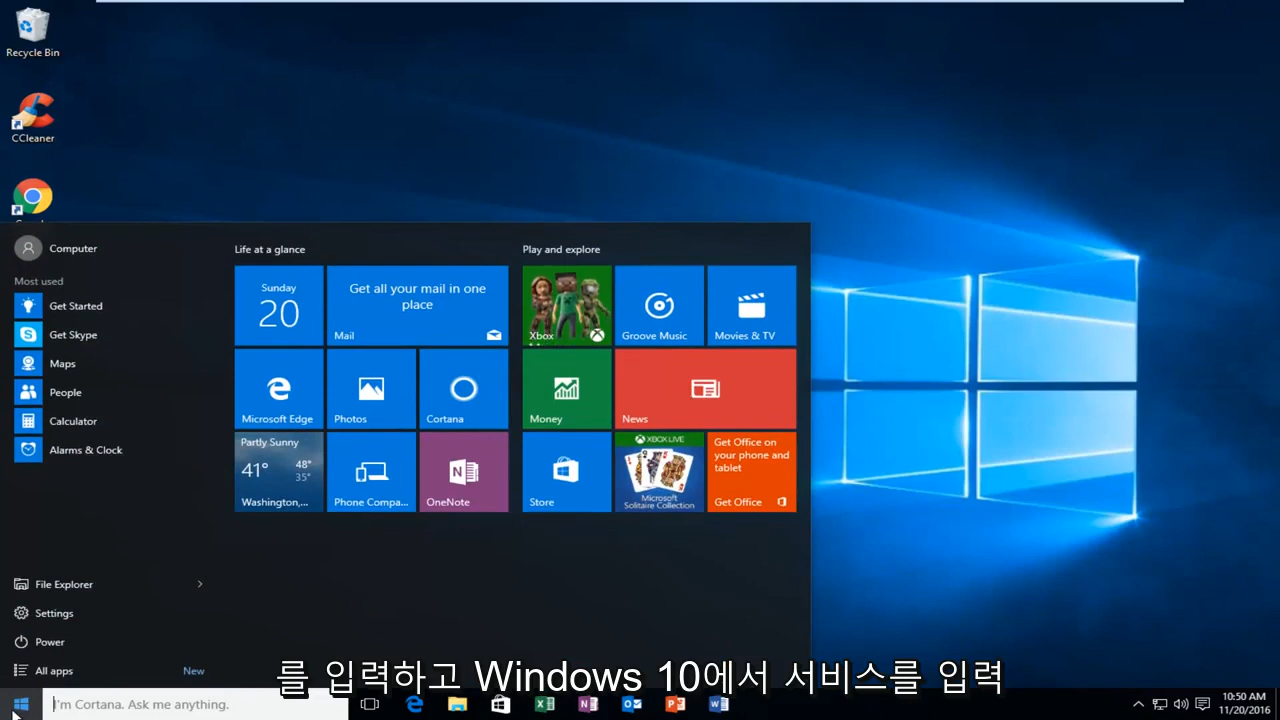 Recycle Bin
CCleaner
Computer
Most used
Get Started
Get Skype
Maps
People
Calculator
Alarms & Clock
File Explorer
Settings
Power
All apps New
Life at a glance
Sunday
20
Get all your mail in one
place
Mail
Microsoft Edge
Photos
Cortana
Partly Sunny
41°
48°
35°
Washington,...
Phone Compa...
OneNote
Play and explore
Xbox
Groove Music
Movies & TV
Money
News
Store
XBOX LIVE
Microsoft
Solitaire Collection
Get Office on
your phone and
tablet
Get Office
를 입력하고 Windows 10에서 서비스를 입력
I'm Cortana. Ask me anything.
10:50 AM
11/20/2016